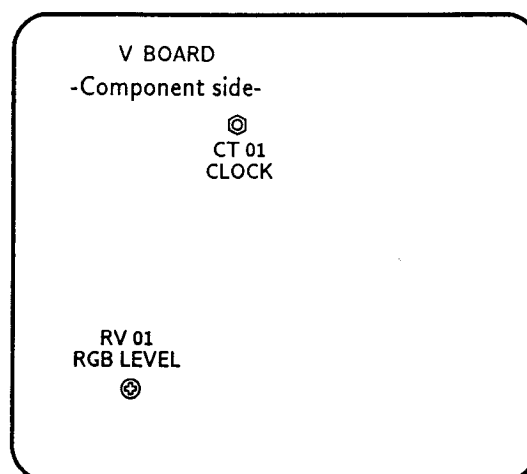 V BOARD
-Component side-
CT 01
CLOCK
RV 01
RGB LEVEL